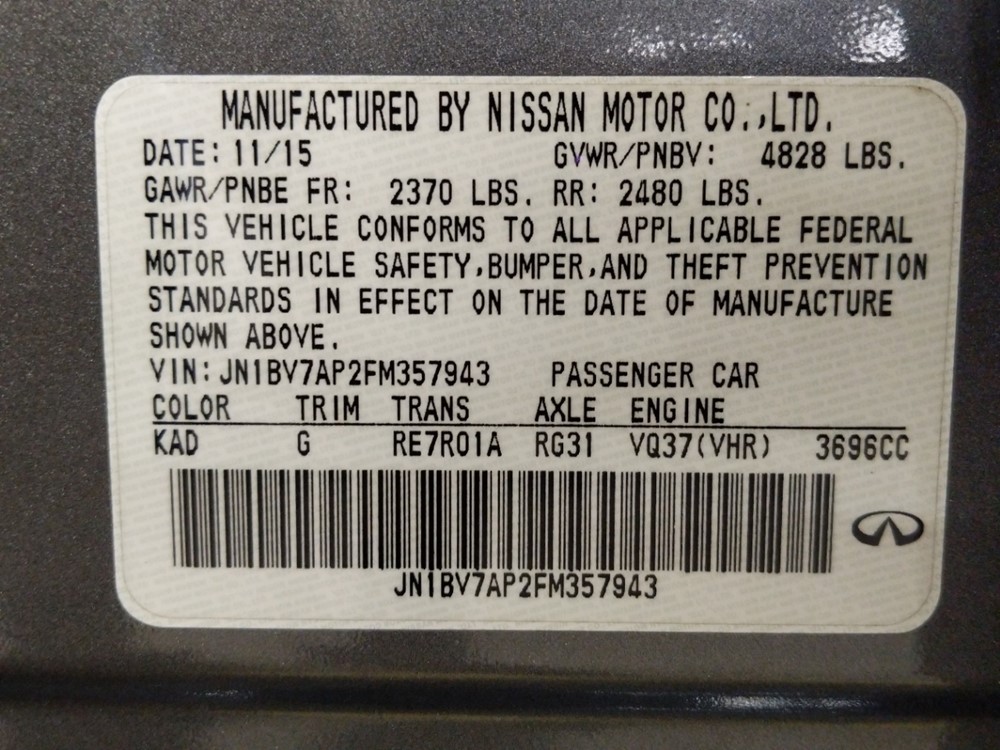 MANUFACTURED BY NISSAN MOTOR CO.,LTD.
DATE: 11/15 GVWR/PNBV: 4828 LBS.
GAWR/PNBE FR: 2370 LBS. RR: 2480 LBS.
THIS VEHICLE CONFORMS TO ALL APPLICABLE FEDERAL
MOTOR VEHICLE SAFETY,BUMPER,AND THEFT PREVENTION
STANDARDS IN EFFECT ON THE DATE OF MANUFACTURE
SHOWN ABOVE.
VIN:JN1BV7AP2FM357943 PASSENGER CAR
COLOR TRIM TRANS AXLE ENGINE
KAD G RE7R01A RG31 VQ37(VHR) 3696CC
JN1BV7AP2FM357943